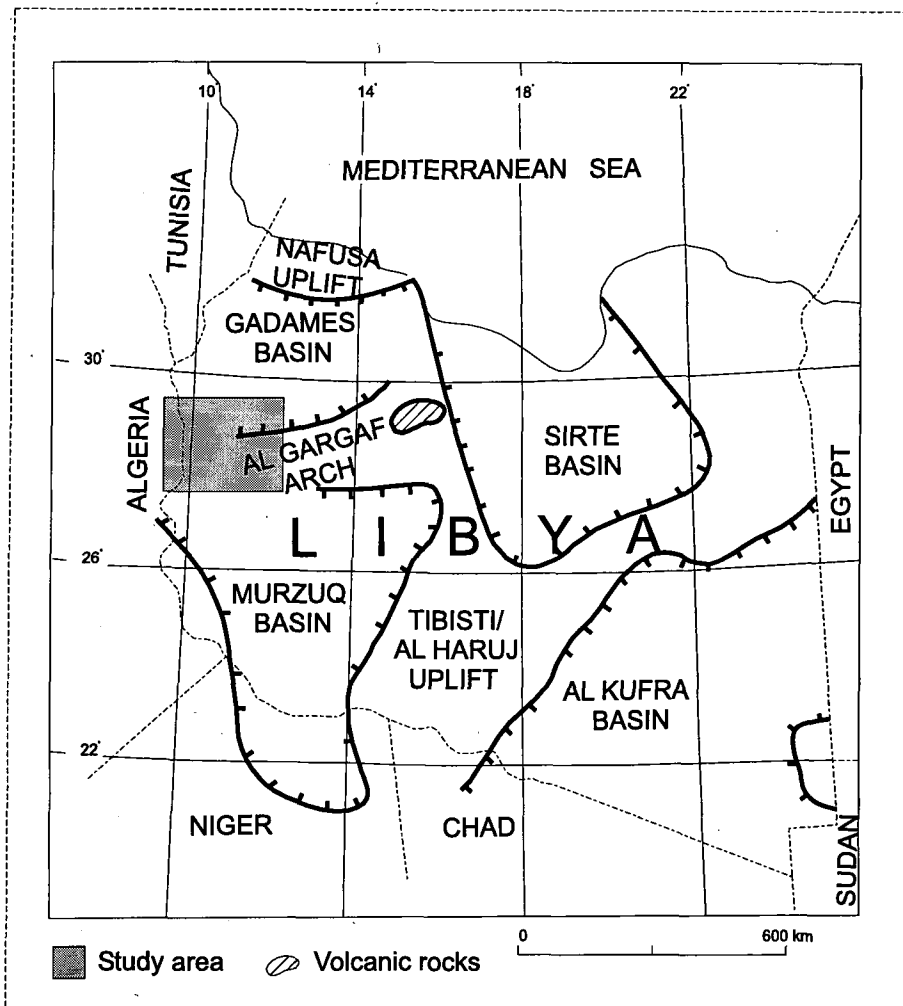 10°
14°
18°
22°
MEDITERRANEAN SEA
TUNISIA
NAFUSA
UPLIFT
GADAMES
BASIN
30°
ALGERIA
AL GARGAF
ARCH
SIRTE
BASIN
EGYPT
L I B Y A
26°
MURZUQ
BASIN
TIBISTI/
AL HARUJ
UPLIFT
AL KUFRA
BASIN
22°
NIGER
CHAD
SUDAN
Study area
Volcanic rocks
0
600 km